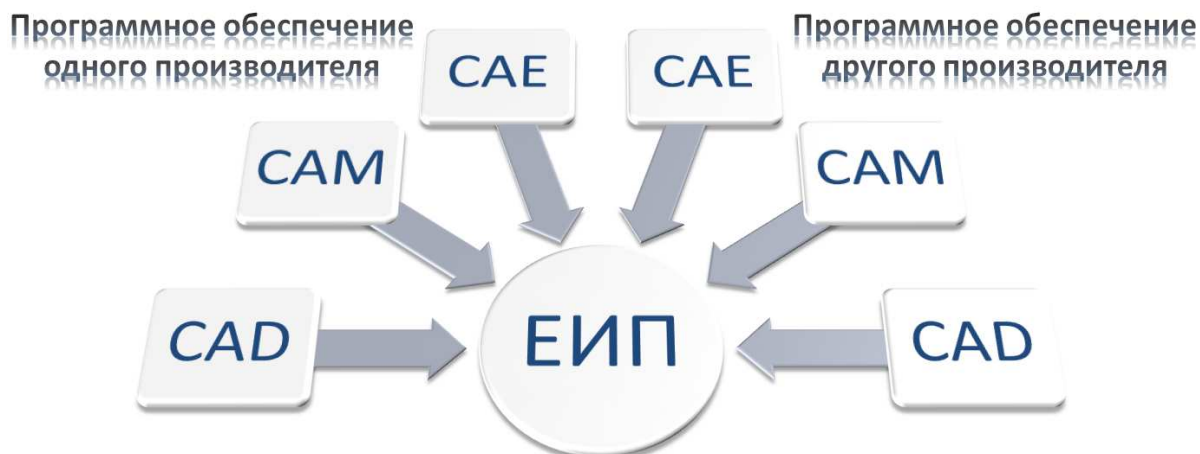 Программное обеспечение
одного производителя
Программное обеспечение
другого производителя
CAE
CAE
CAM
CAM
CAD
ЕИП
CAD